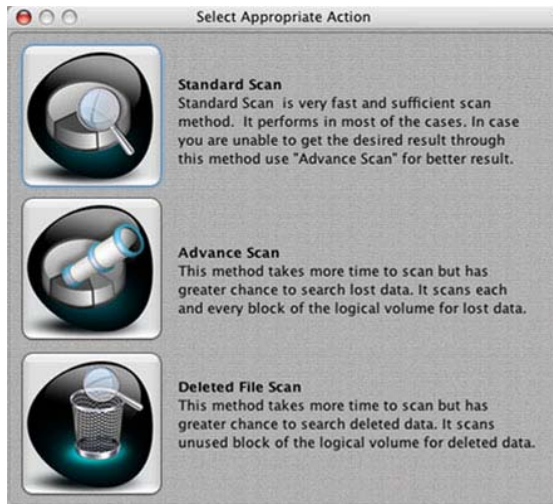 Select Appropriate Action
Standard Scan
Standard Scan is very fast and sufficient scan
method. It performs in most of the cases. In case
you are unable to get the desired result through
this method use "Advance Scan" for better result.
Advance Scan
This method takes more time to scan but has
greater chance to search lost data. It scans each
and every block of the logical volume for lost data.
Deleted File Scan
This method takes more time to scan but has
greater chance to search deleted data. It scans
unused block of the logical volume for deleted data.